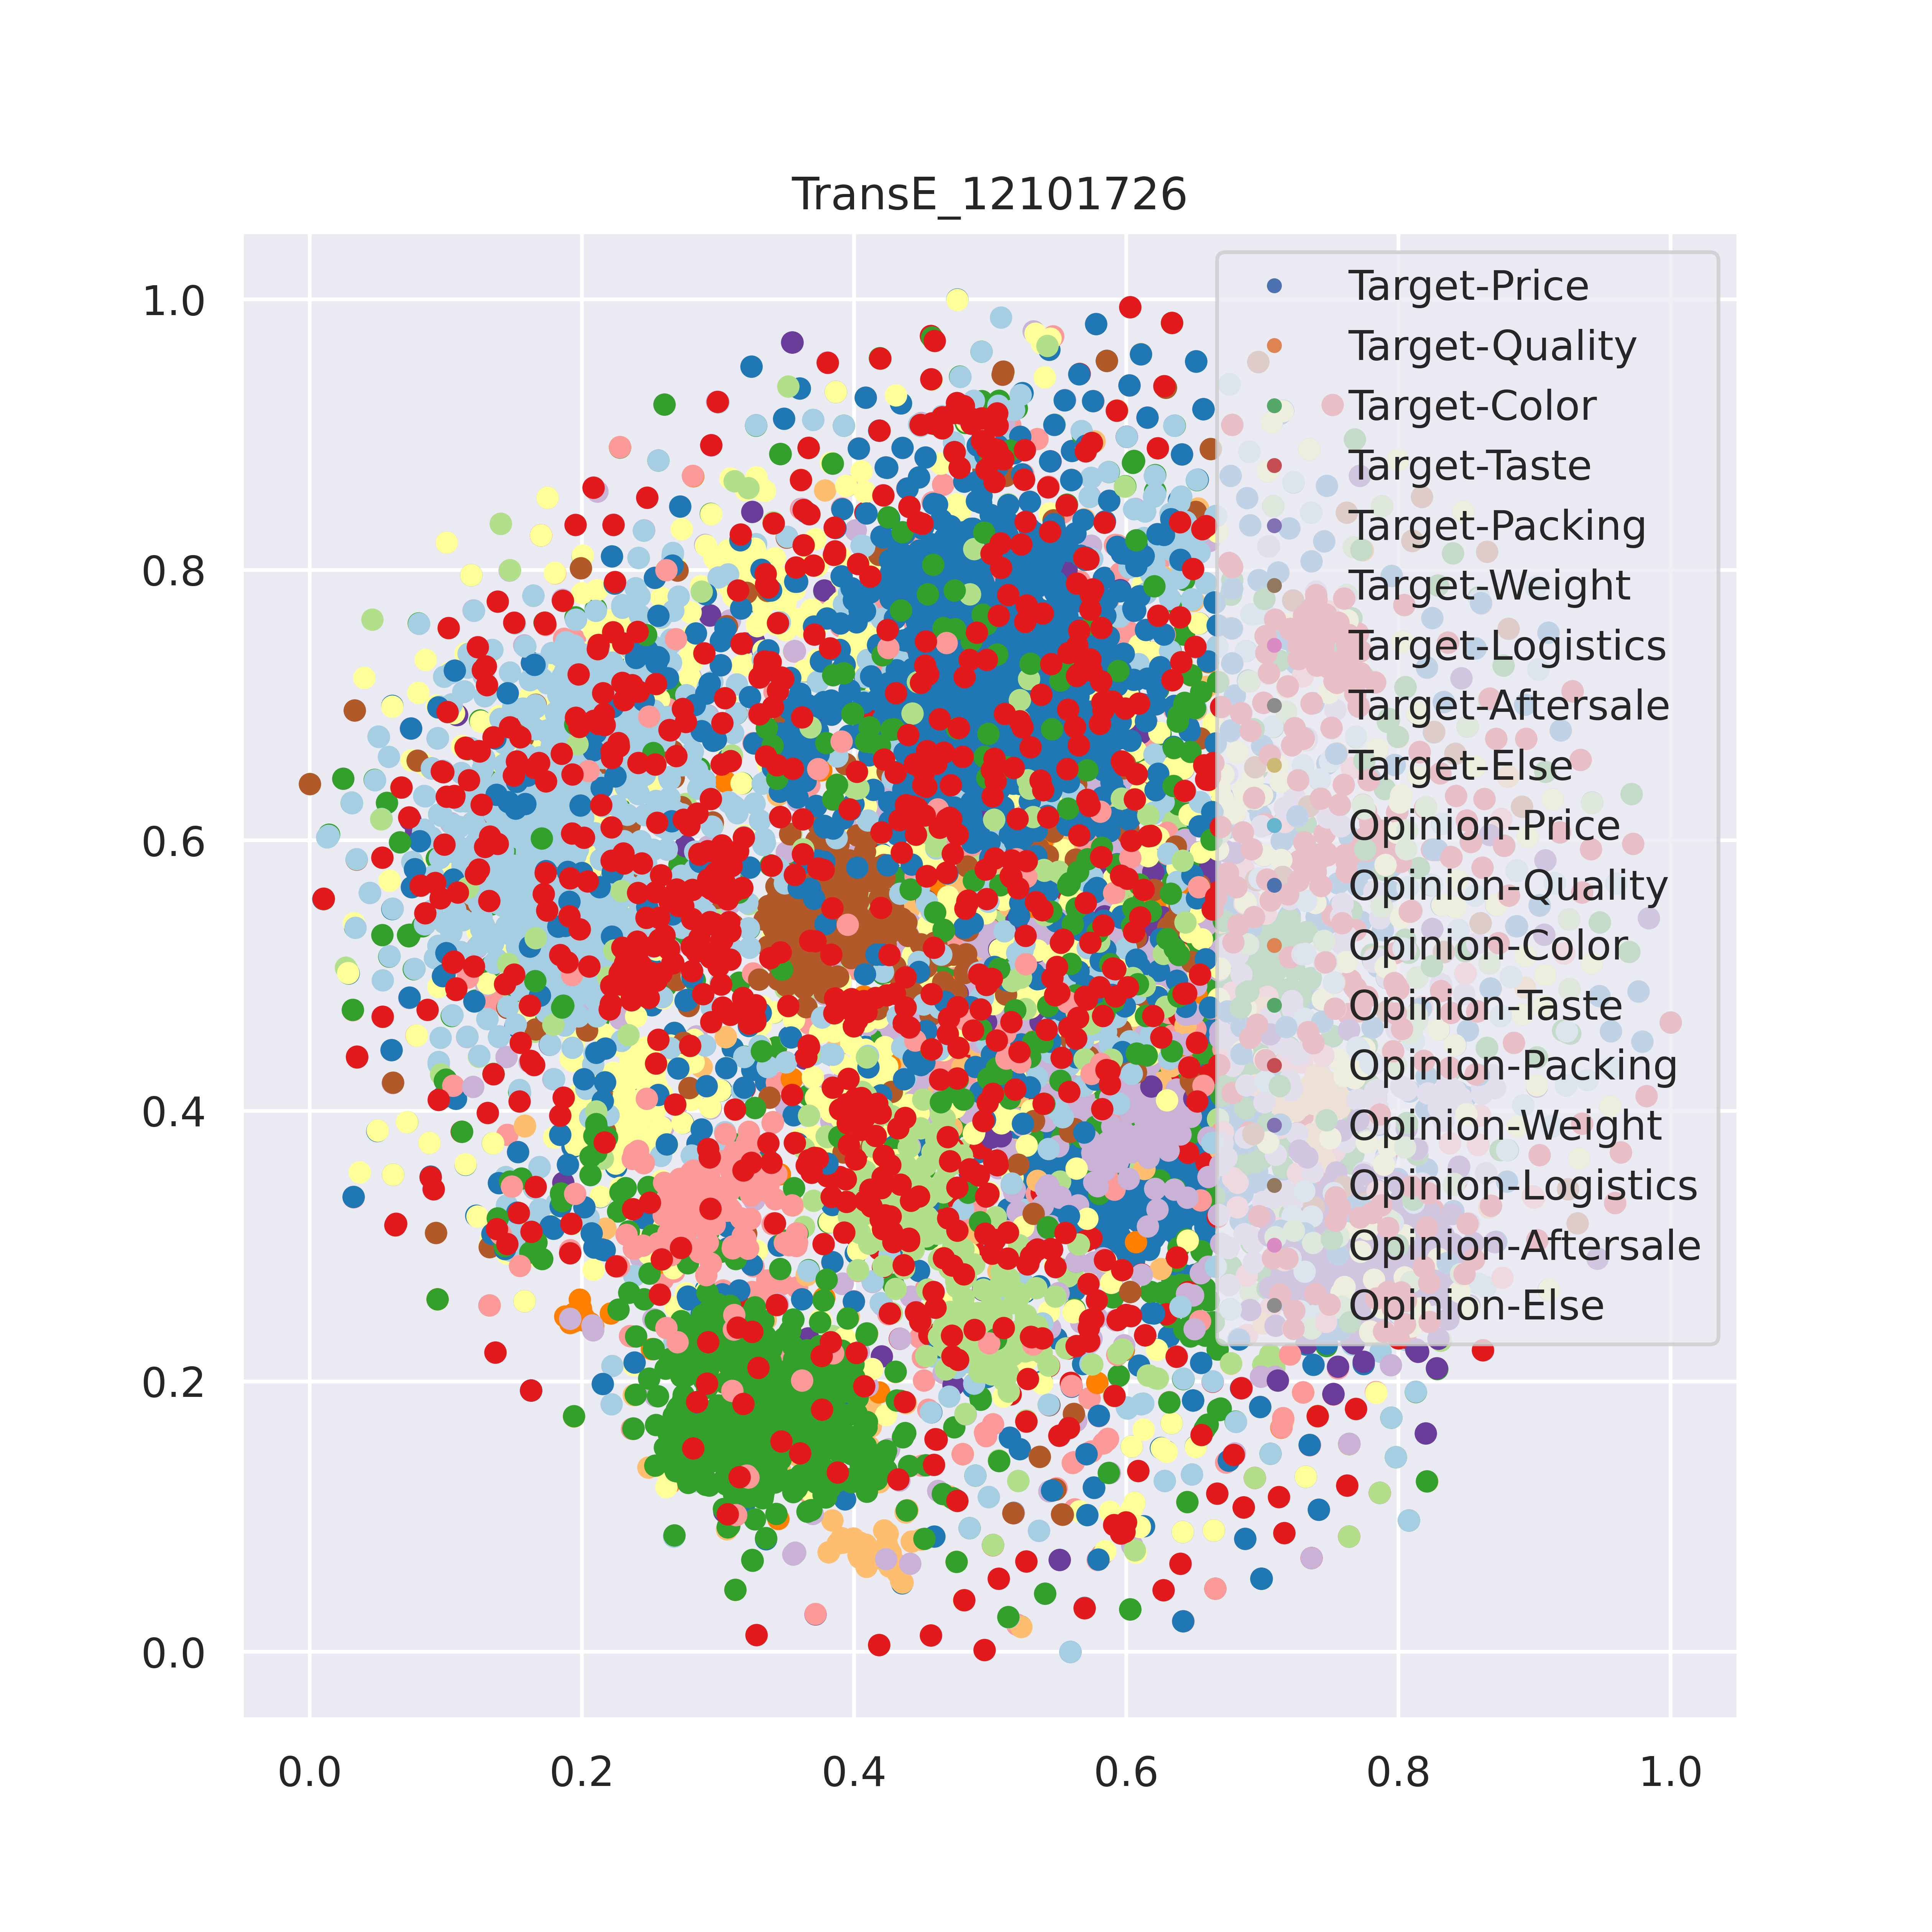 TransE_12101726
1.0
0.8
0.6
0.4
0.2
0.0
0.0 0.2 0.4 0.6 0.8 1.0
Target-Price
Target-Quality
Target-Color
Target-Taste
Target-Packing
Target-Weight
Target-Logistics
Target-Aftersale
Target-Else
Opinion-Price
Opinion-Quality
Opinion-Color
Opinion-Taste
Opinion-Packing
Opinion-Weight
Opinion-Logistics
Opinion-Aftersale
Opinion-Else